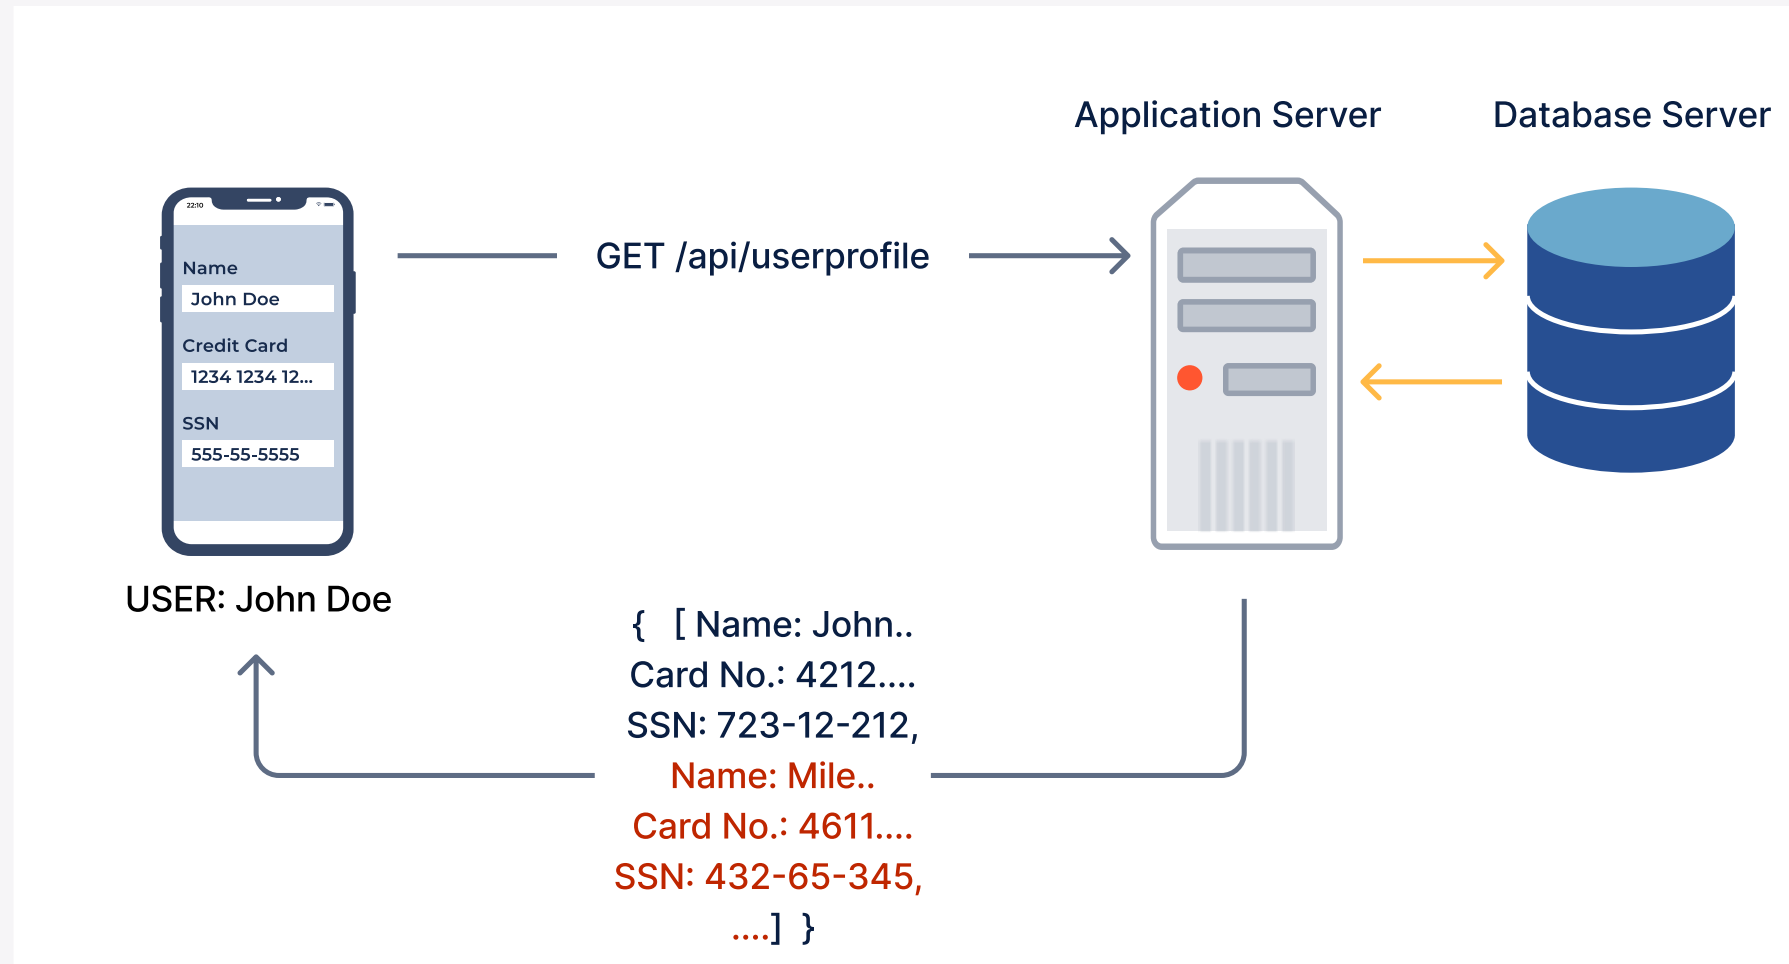 Application Server
Database Server
22:10
Name
John Doe
Credit Card
1234 1234 12...
SSN
555-55-5555
USER: John Doe
GET /api/userprofile
{ [ Name: John..
Card No.: 4212....
SSN: 723-12-212,
Name: Mile..
Card No.: 4611....
SSN: 432-65-345,
....] }